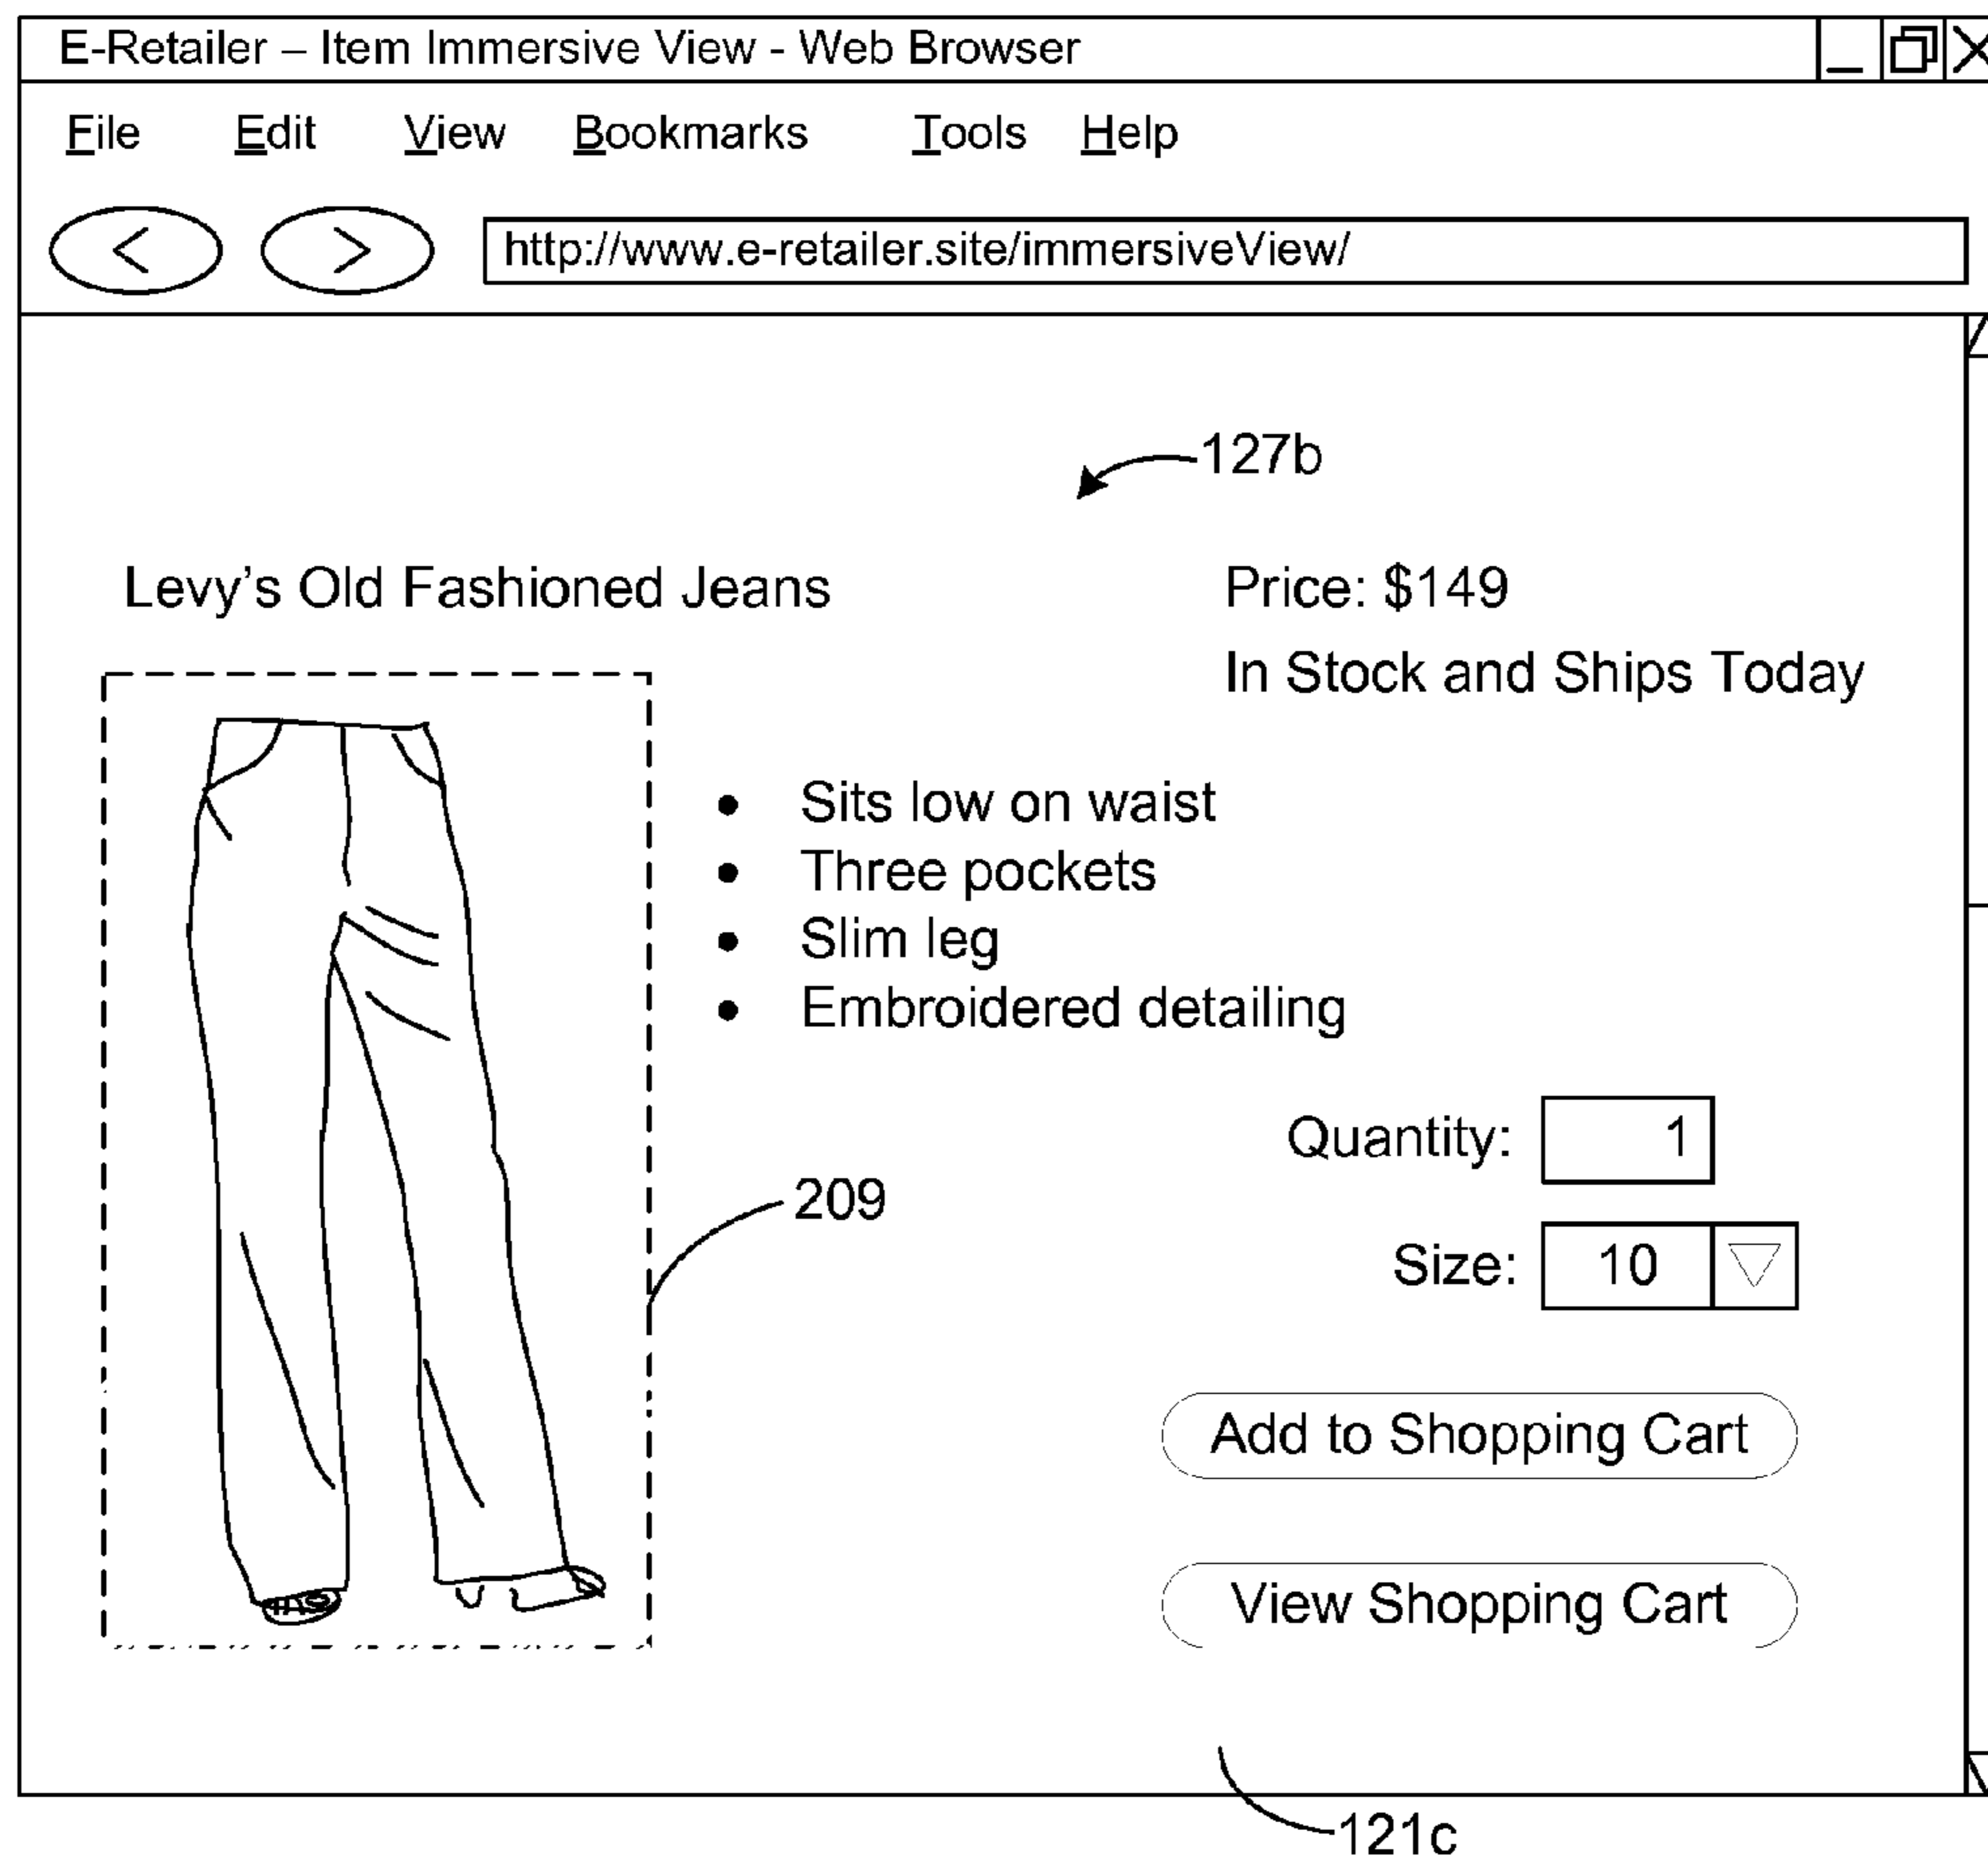 E-Retailer – Item Immersive View - Web Browser
File Edit View Bookmarks Tools Help
< >
http://www.e-retailer.site/immersiveView/
127b
Levy’s Old Fashioned Jeans
Price: $149
In Stock and Ships Today
• Sits low on waist
• Three pockets
• Slim leg
• Embroidered detailing
Quantity: 1
209
Size: 10
Add to Shopping Cart
View Shopping Cart
121c